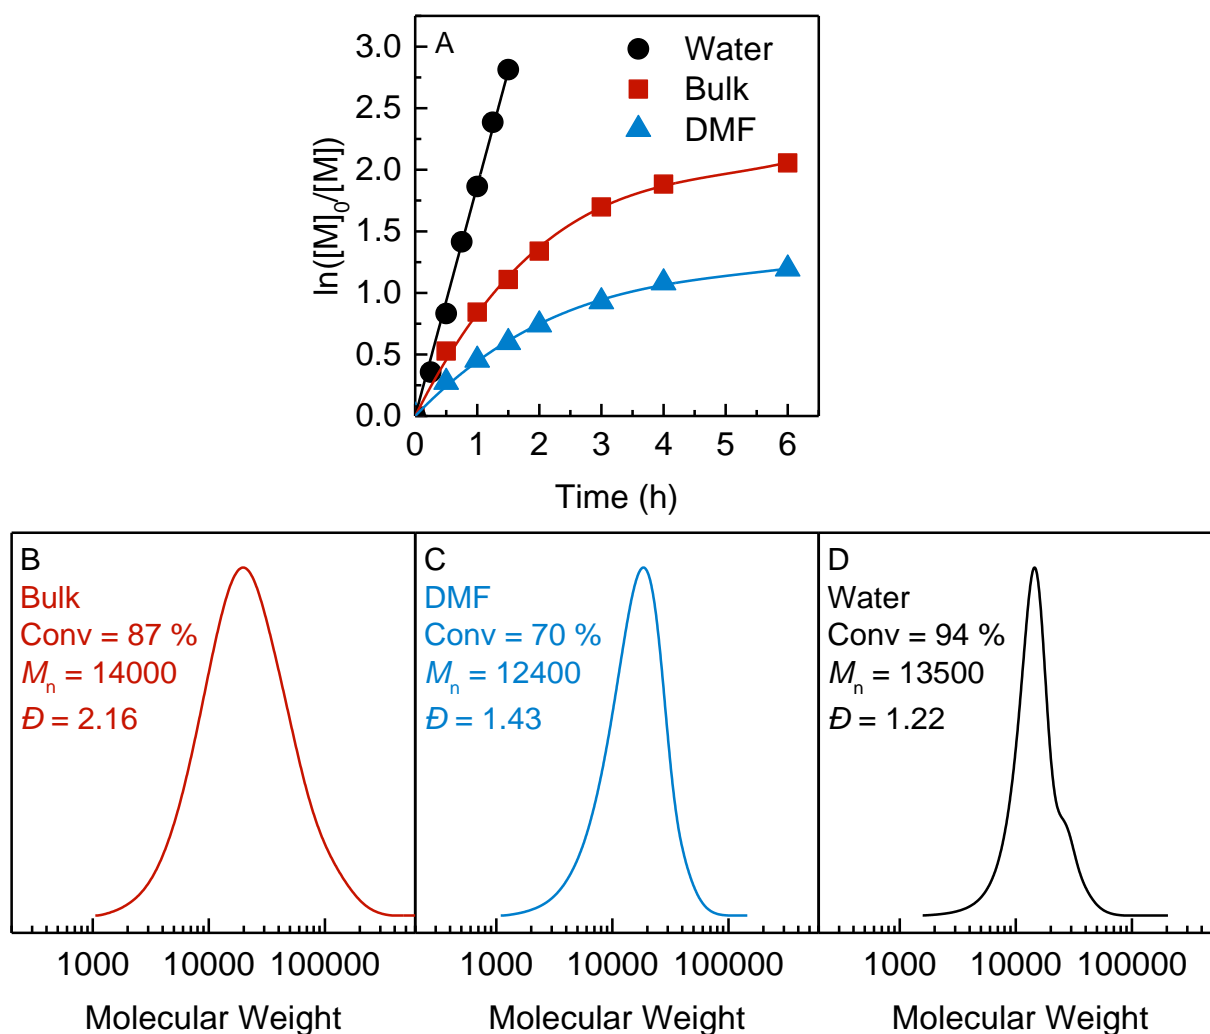 A
Water
Bulk
DMF
3.0
2.5
2.0
1.5
1.0
0.5
0.0
ln([M]0/[M])
0 1 2 3 4 5 6
Time (h)
B
Bulk
Conv = 87 %
Mn = 14000
Đ = 2.16
1000 10000 100000
Molecular Weight
C
DMF
Conv = 70 %
Mn = 12400
Đ = 1.43
1000 10000 100000
Molecular Weight
D
Water
Conv = 94 %
Mn = 13500
Đ = 1.22
1000 10000 100000
Molecular Weight